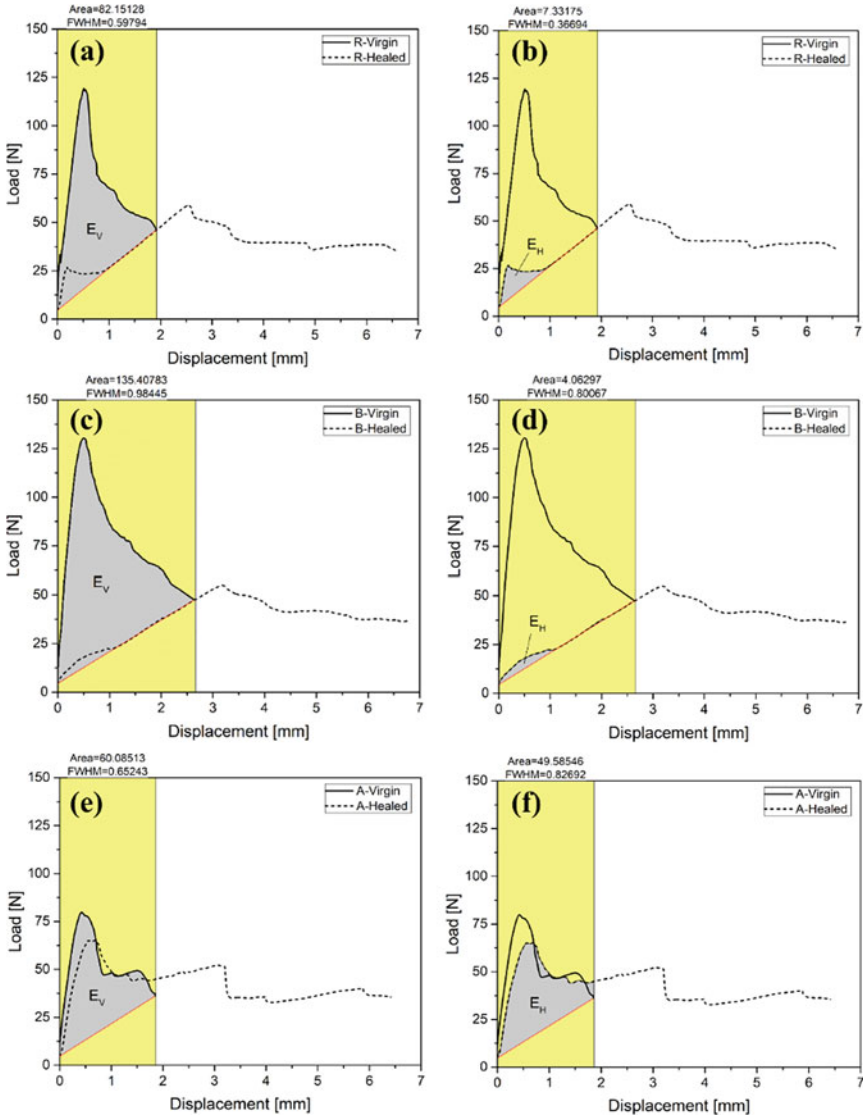 Area=82.15128
FWHM=0.59794
(a)
R-Virgin
R-Healed
150
125
100
75
50
25
0
Load [N]
E_V
0 1 2 3 4 5 6 7
Displacement [mm]
Area=7.33175
FWHM=0.36694
(b)
R-Virgin
R-Healed
150
125
100
75
50
25
0
Load [N]
E_H
0 1 2 3 4 5 6 7
Displacement [mm]
Area=135.40783
FWHM=0.98445
(c)
B-Virgin
B-Healed
150
125
100
75
50
25
0
Load [N]
E_V
0 1 2 3 4 5 6 7
Displacement [mm]
Area=4.06297
FWHM=0.80067
(d)
B-Virgin
B-Healed
150
125
100
75
50
25
0
Load [N]
E_H
0 1 2 3 4 5 6 7
Displacement [mm]
Area=60.08513
FWHM=0.65243
(e)
A-Virgin
A-Healed
150
125
100
75
50
25
0
Load [N]
E_V
0 1 2 3 4 5 6 7
Displacement [mm]
Area=49.58546
FWHM=0.82692
(f)
A-Virgin
A-Healed
150
125
100
75
50
25
0
Load [N]
E_H
0 1 2 3 4 5 6 7
Displacement [mm]